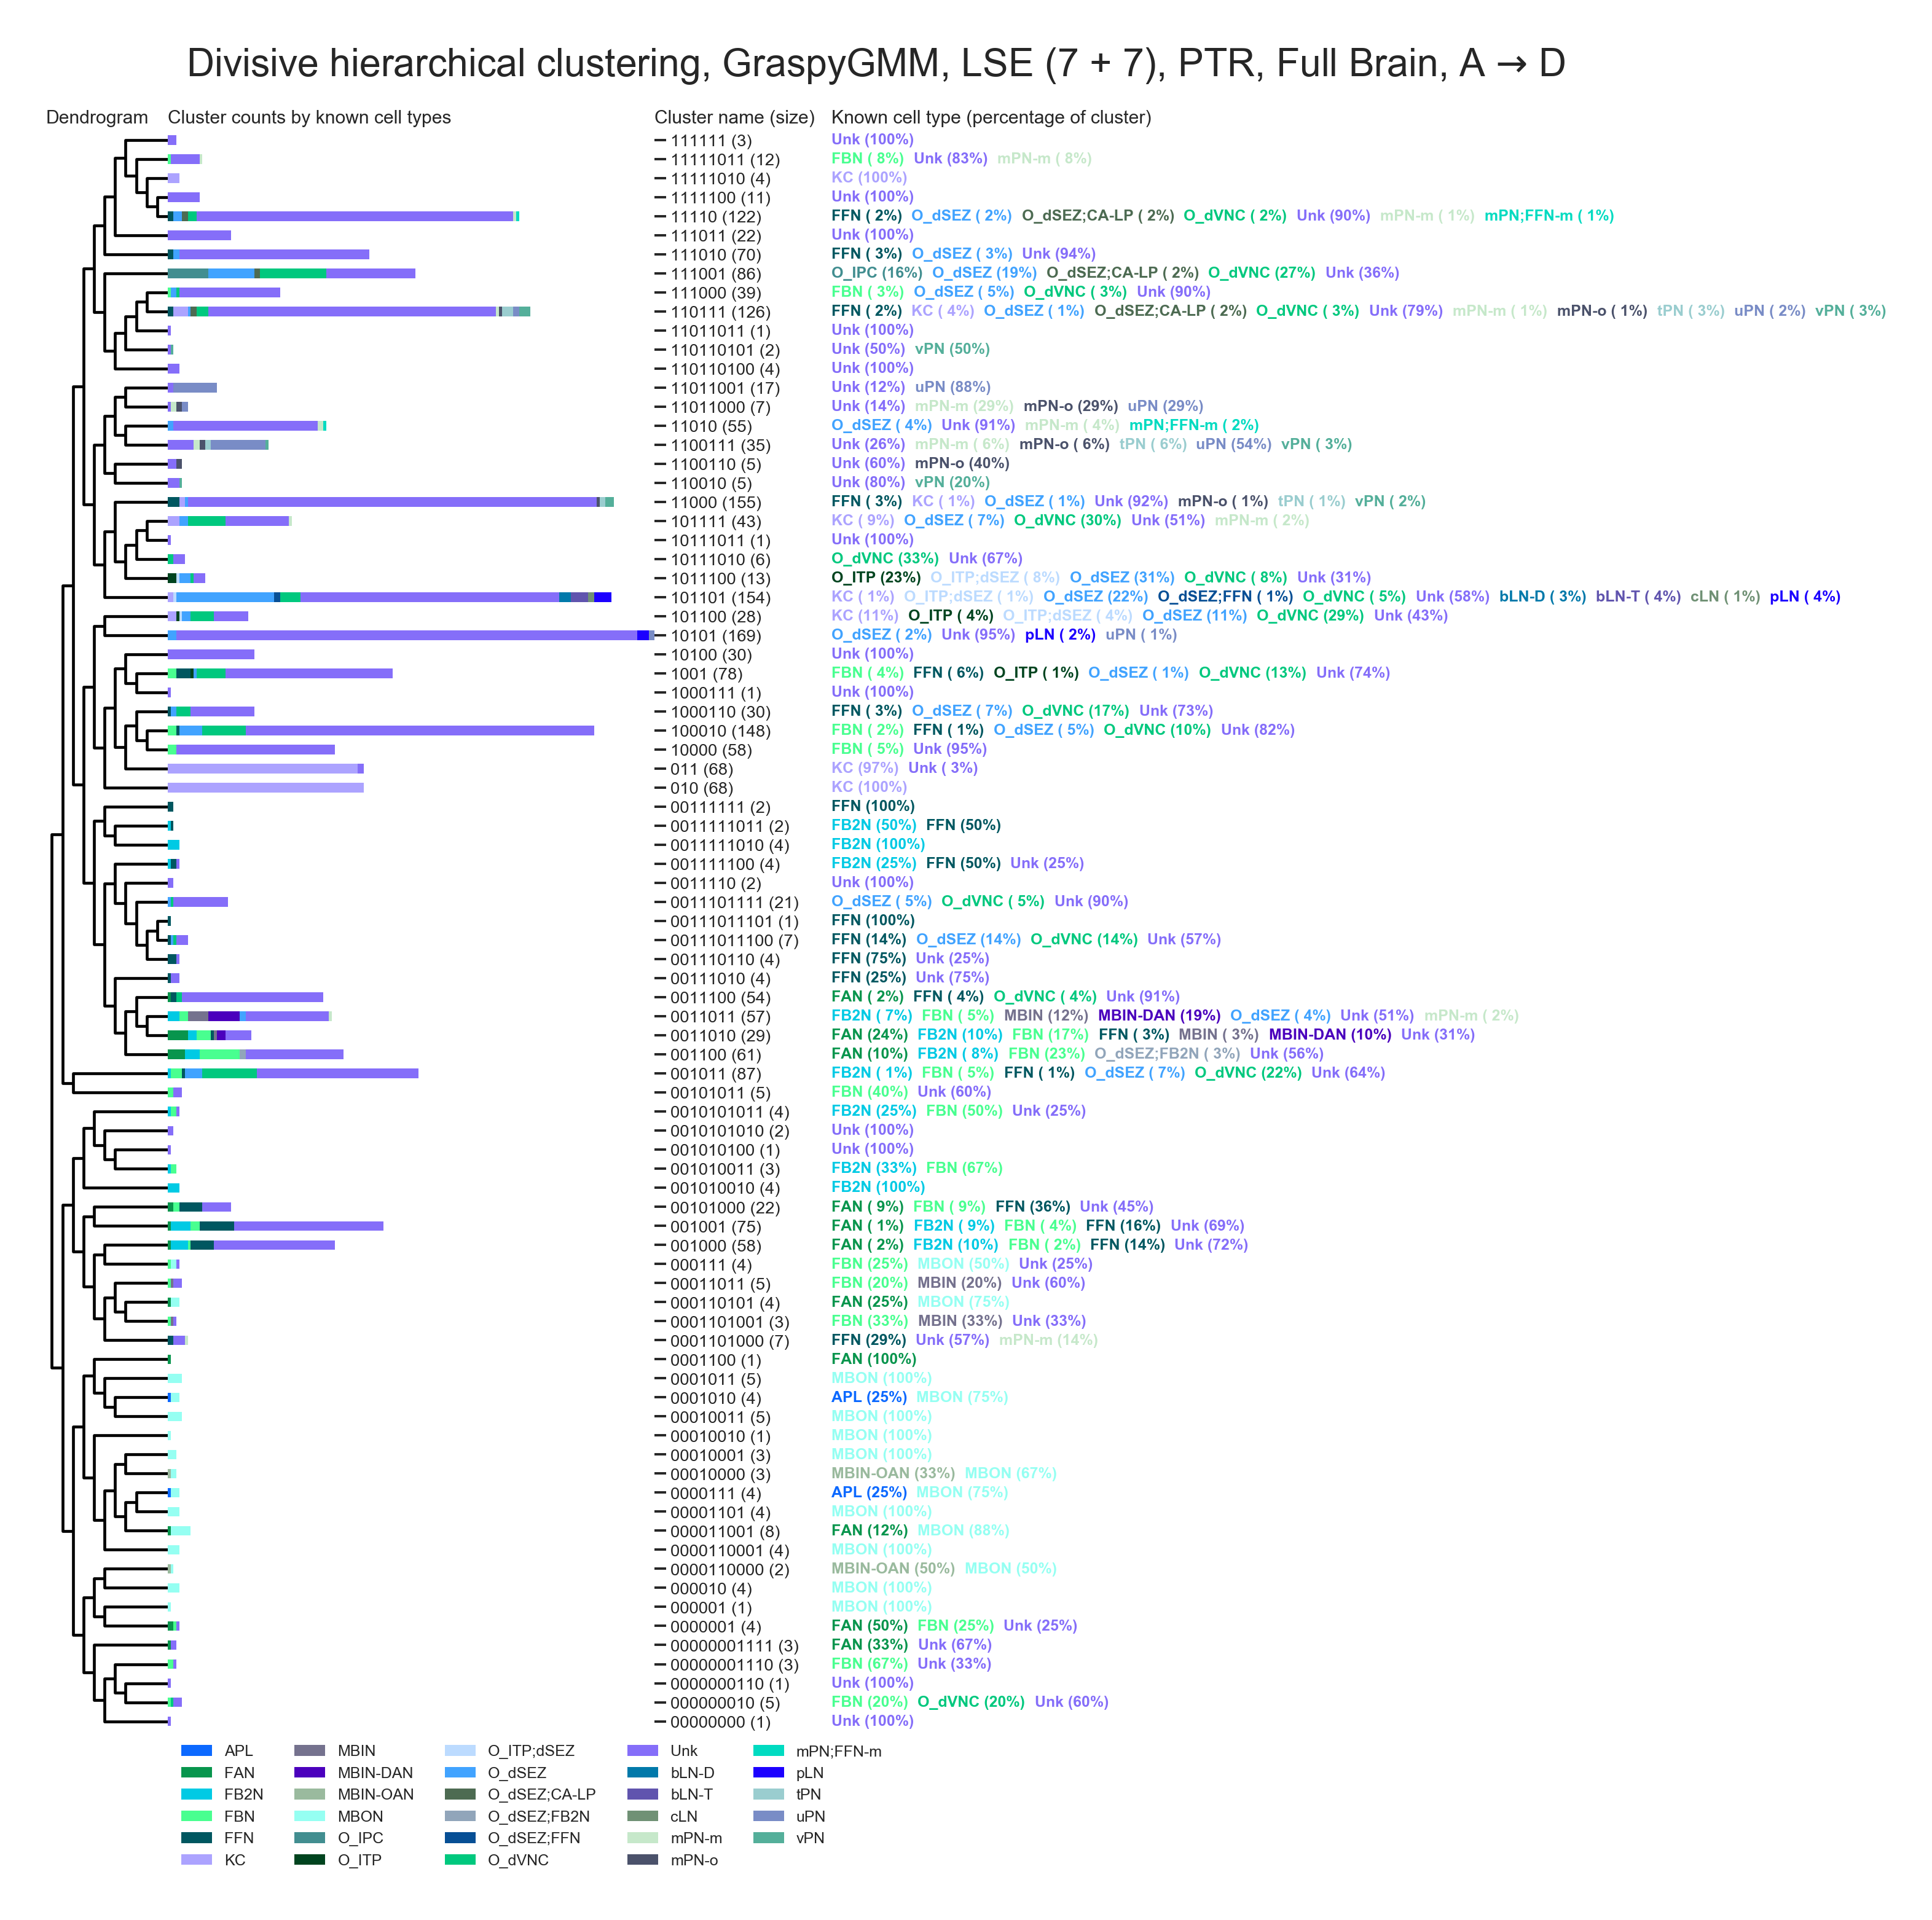 Divisive hierarchical clustering, GraspyGMM, LSE (7 + 7), PTR, Full Brain, A → D
Dendrogram Cluster counts by known cell types Cluster name (size) Known cell type (percentage of cluster)
111111 (3) Unk (100%)
11111011 (12) FBN ( 8%) Unk (83%) mPN-m ( 8%)
11111010 (4) KC (100%)
1111100 (11) Unk (100%)
11110 (122) FFN ( 2%) O_dSEZ ( 2%) O_dSEZ;CA-LP ( 2%) O_dVNC ( 2%) Unk (90%) mPN-m ( 1%) mPN;FFN-m ( 1%)
111011 (22) Unk (100%)
111010 (70) FFN ( 3%) O_dSEZ ( 3%) Unk (94%)
111001 (86) O_IPC (16%) O_dSEZ (19%) O_dSEZ;CA-LP ( 2%) O_dVNC (27%) Unk (36%)
111000 (39) FBN ( 3%) O_dSEZ ( 5%) O_dVNC ( 3%) Unk (90%)
110111 (126) FFN ( 2%) KC ( 4%) O_dSEZ ( 1%) O_dSEZ;CA-LP ( 2%) O_dVNC ( 3%) Unk (79%) mPN-m ( 1%) mPN-o ( 1%) tPN ( 3%) uPN ( 2%) vPN ( 3%)
11011011 (1) Unk (100%)
110110101 (2) Unk (50%) vPN (50%)
110110100 (4) Unk (100%)
11011001 (17) Unk (12%) uPN (88%)
11011000 (7) Unk (14%) mPN-m (29%) mPN-o (29%) uPN (29%)
11010 (55) O_dSEZ ( 4%) Unk (91%) mPN-m ( 4%) mPN;FFN-m ( 2%)
1100111 (35) Unk (26%) mPN-m ( 6%) mPN-o ( 6%) tPN ( 6%) uPN (54%) vPN ( 3%)
1100110 (5) Unk (60%) mPN-o (40%)
110010 (5) Unk (80%) vPN (20%)
11000 (155) FFN ( 3%) KC ( 1%) O_dSEZ ( 1%) Unk (92%) mPN-o ( 1%) tPN ( 1%) vPN ( 2%)
101111 (43) KC ( 9%) O_dSEZ ( 7%) O_dVNC (30%) Unk (51%) mPN-m ( 2%)
10111011 (1) Unk (100%)
10111010 (6) O_dVNC (33%) Unk (67%)
1011100 (13) O_ITP (23%) O_ITP;dSEZ ( 8%) O_dSEZ (31%) O_dVNC ( 8%) Unk (31%)
101101 (154) KC ( 1%) O_ITP;dSEZ ( 1%) O_dSEZ (22%) O_dSEZ;FFN ( 1%) O_dVNC ( 5%) Unk (58%) bLN-D ( 3%) bLN-T ( 4%) cLN ( 1%) pLN ( 4%)
101100 (28) KC (11%) O_ITP ( 4%) O_ITP;dSEZ ( 4%) O_dSEZ (11%) O_dVNC (29%) Unk (43%)
10101 (169) O_dSEZ ( 2%) Unk (95%) pLN ( 2%) uPN ( 1%)
10100 (30) Unk (100%)
1001 (78) FBN ( 4%) FFN ( 6%) O_ITP ( 1%) O_dSEZ ( 1%) O_dVNC (13%) Unk (74%)
1000111 (1) Unk (100%)
1000110 (30) FFN ( 3%) O_dSEZ ( 7%) O_dVNC (17%) Unk (73%)
100010 (148) FBN ( 2%) FFN ( 1%) O_dSEZ ( 5%) O_dVNC (10%) Unk (82%)
10000 (58) FBN ( 5%) Unk (95%)
011 (68) KC (97%) Unk ( 3%)
010 (68) KC (100%)
00111111 (2) FFN (100%)
0011111011 (2) FB2N (50%) FFN (50%)
0011111010 (4) FB2N (100%)
001111100 (4) FB2N (25%) FFN (50%) Unk (25%)
0011110 (2) Unk (100%)
0011101111 (21) O_dSEZ ( 5%) O_dVNC ( 5%) Unk (90%)
00111011101 (1) FFN (100%)
00111011100 (7) FFN (14%) O_dSEZ (14%) O_dVNC (14%) Unk (57%)
001110110 (4) FFN (75%) Unk (25%)
00111010 (4) FFN (25%) Unk (75%)
0011100 (54) FAN ( 2%) FFN ( 4%) O_dVNC ( 4%) Unk (91%)
0011011 (57) FB2N ( 7%) FBN ( 5%) MBIN (12%) MBIN-DAN (19%) O_dSEZ ( 4%) Unk (51%) mPN-m ( 2%)
0011010 (29) FAN (24%) FB2N (10%) FBN (17%) FFN ( 3%) MBIN ( 3%) MBIN-DAN (10%) Unk (31%)
001100 (61) FAN (10%) FB2N ( 8%) FBN (23%) O_dSEZ;FB2N ( 3%) Unk (56%)
001011 (87) FB2N ( 1%) FBN ( 5%) FFN ( 1%) O_dSEZ ( 7%) O_dVNC (22%) Unk (64%)
00101011 (5) FBN (40%) Unk (60%)
0010101011 (4) FB2N (25%) FBN (50%) Unk (25%)
0010101010 (2) Unk (100%)
001010100 (1) Unk (100%)
001010011 (3) FB2N (33%) FBN (67%)
001010010 (4) FB2N (100%)
00101000 (22) FAN ( 9%) FBN ( 9%) FFN (36%) Unk (45%)
001001 (75) FAN ( 1%) FB2N ( 9%) FBN ( 4%) FFN (16%) Unk (69%)
001000 (58) FAN ( 2%) FB2N (10%) FBN ( 2%) FFN (14%) Unk (72%)
000111 (4) FBN (25%) MBON (50%) Unk (25%)
00011011 (5) FBN (20%) MBIN (20%) Unk (60%)
000110101 (4) FAN (25%) MBON (75%)
0001101001 (3) FBN (33%) MBIN (33%) Unk (33%)
0001101000 (7) FFN (29%) Unk (57%) mPN-m (14%)
0001100 (1) FAN (100%)
0001011 (5) MBON (100%)
0001010 (4) APL (25%) MBON (75%)
00010011 (5) MBON (100%)
00010010 (1) MBON (100%)
00010001 (3) MBON (100%)
00010000 (3) MBIN-OAN (33%) MBON (67%)
0000111 (4) APL (25%) MBON (75%)
00001101 (4) MBON (100%)
000011001 (8) FAN (12%) MBON (88%)
0000110001 (4) MBON (100%)
0000110000 (2) MBIN-OAN (50%) MBON (50%)
000010 (4) MBON (100%)
000001 (1) MBON (100%)
0000001 (4) FAN (50%) FBN (25%) Unk (25%)
00000001111 (3) FAN (33%) Unk (67%)
00000001110 (3) FBN (67%) Unk (33%)
0000000110 (1) Unk (100%)
000000010 (5) FBN (20%) O_dVNC (20%) Unk (60%)
00000000 (1) Unk (100%)
APL MBIN O_ITP;dSEZ Unk mPN;FFN-m
FAN MBIN-DAN O_dSEZ bLN-D pLN
FB2N MBIN-OAN O_dSEZ;CA-LP bLN-T tPN
FBN MBON O_dSEZ;FB2N cLN uPN
FFN O_IPC O_dSEZ;FFN mPN-m vPN
KC O_ITP O_dVNC mPN-o